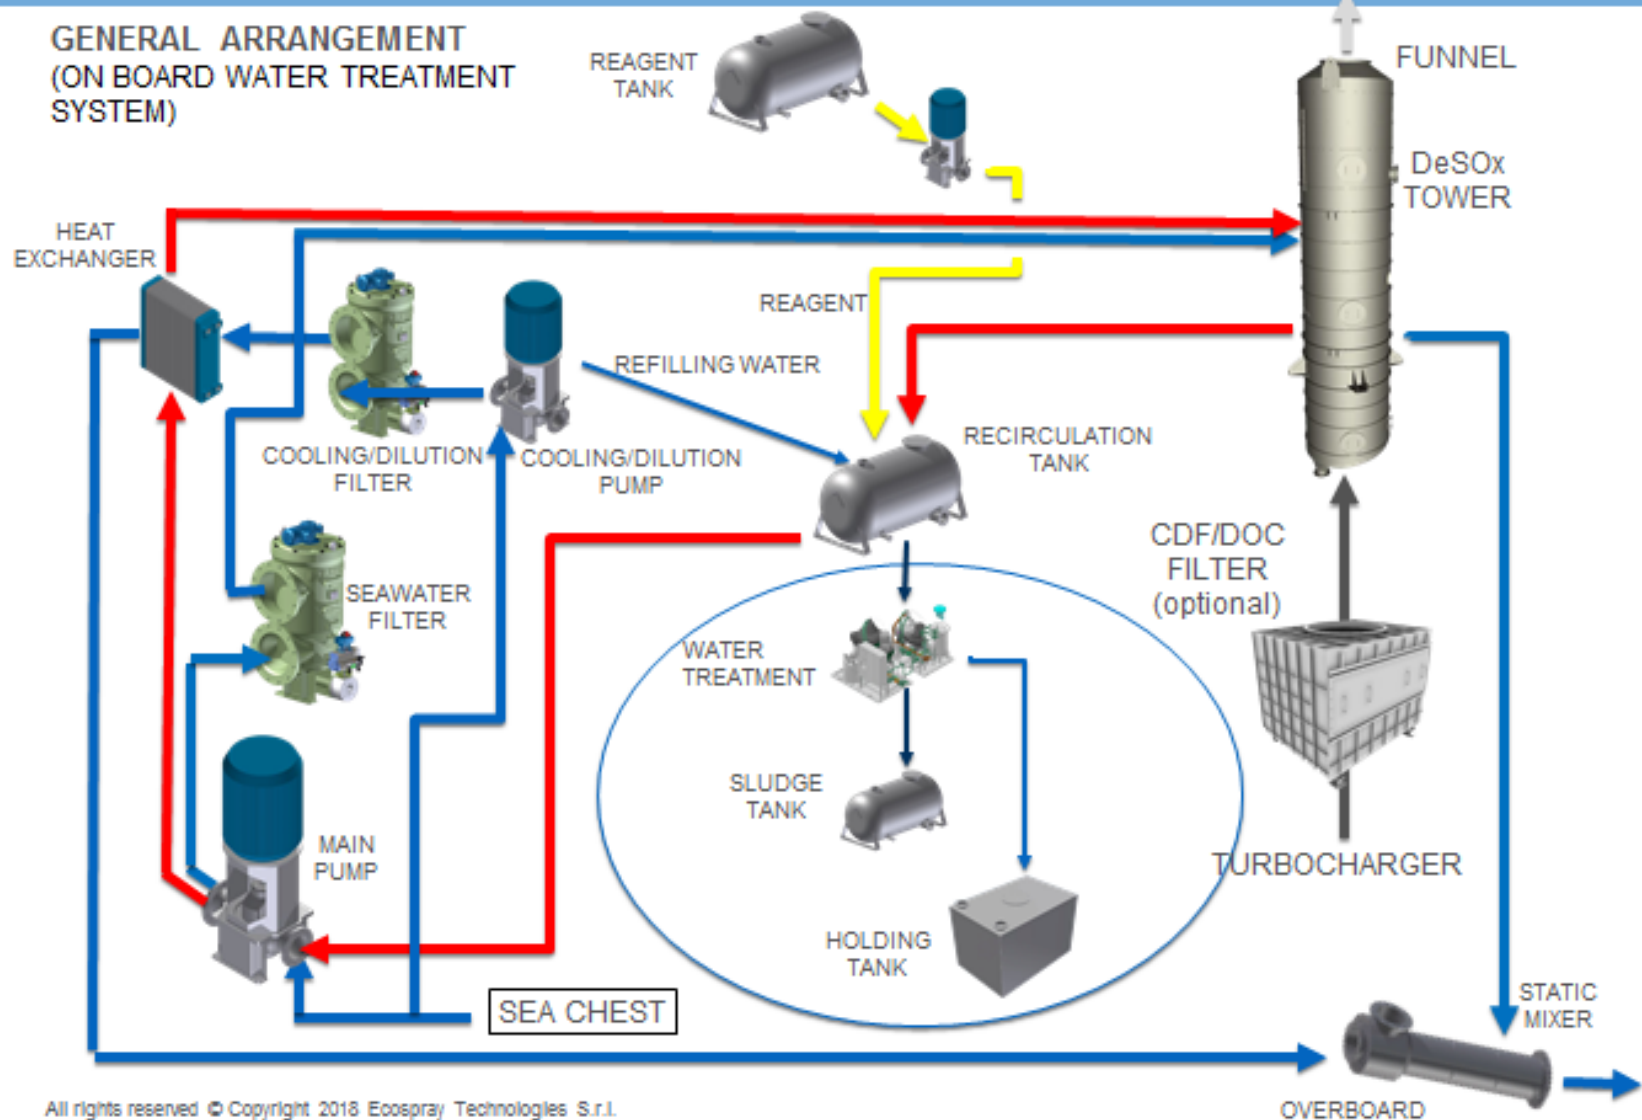 GENERAL ARRANGEMENT
(ON BOARD WATER TREATMENT
SYSTEM)
REAGENT
TANK
FUNNEL
DeSOx
TOWER
HEAT
EXCHANGER
REAGENT
REFILLING WATER
COOLING/DILUTION
FILTER
COOLING/DILUTION
PUMP
RECIRCULATION
TANK
CDF/DOC
FILTER
(optional)
SEAWATER
FILTER
WATER
TREATMENT
SLUDGE
TANK
MAIN
PUMP
TURBOCHARGER
HOLDING
TANK
SEA CHEST
STATIC
MIXER
OVERBOARD
All rights reserved © Copyright 2018 Ecospray Technologies S.r.l.